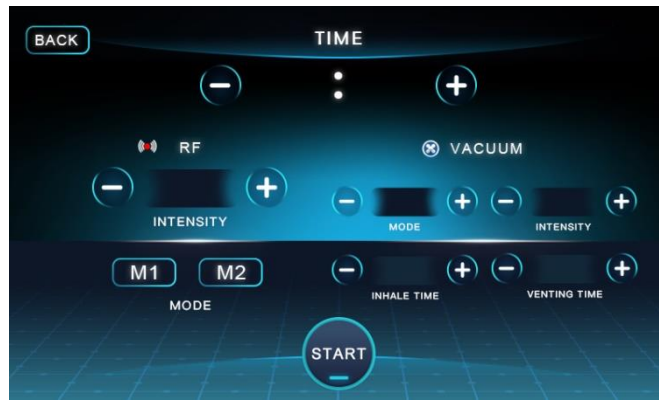 BACK
TIME
− : +
RF
VACUUM
− +
INTENSITY
− + − +
MODE INTENSITY
M1 M2
MODE
− + − +
INHALE TIME VENTING TIME
START